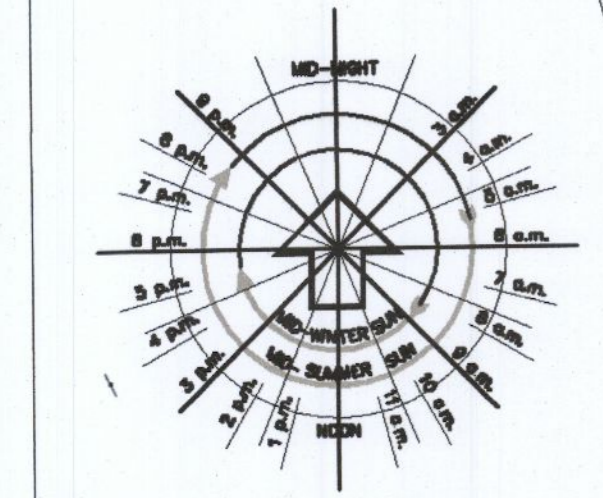 MID-NIGHT
9 p.m.
3 a.m.
8 p.m.
4 a.m.
7 p.m.
5 a.m.
6 p.m.
6 a.m.
5 p.m.
7 a.m.
4 p.m.
8 a.m.
MID-WINTER SUN
MID-SUMMER SUN
3 p.m.
9 a.m.
2 p.m.
10 a.m.
1 p.m.
11 a.m.
NOON